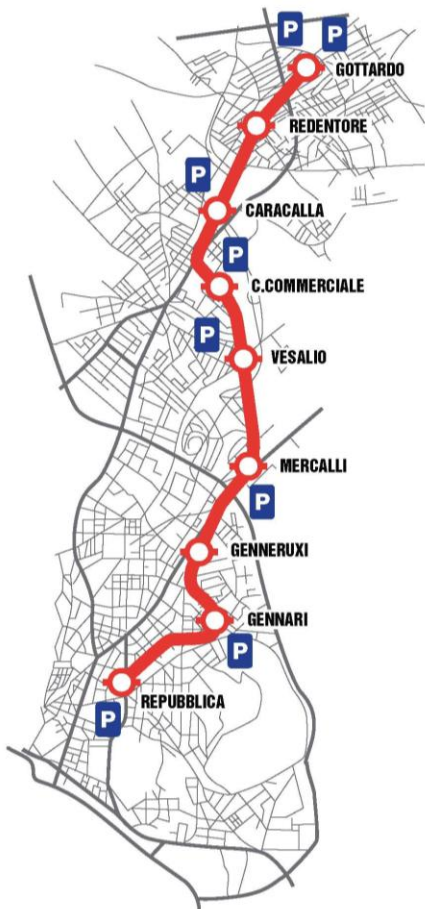 P
P
GOTTARDO
REDENTORE
P
CARACALLA
P
C.COMMERCIALE
P
VESALIO
MERCALLI
P
GENNERUXI
GENNARI
P
REPUBBLICA
P